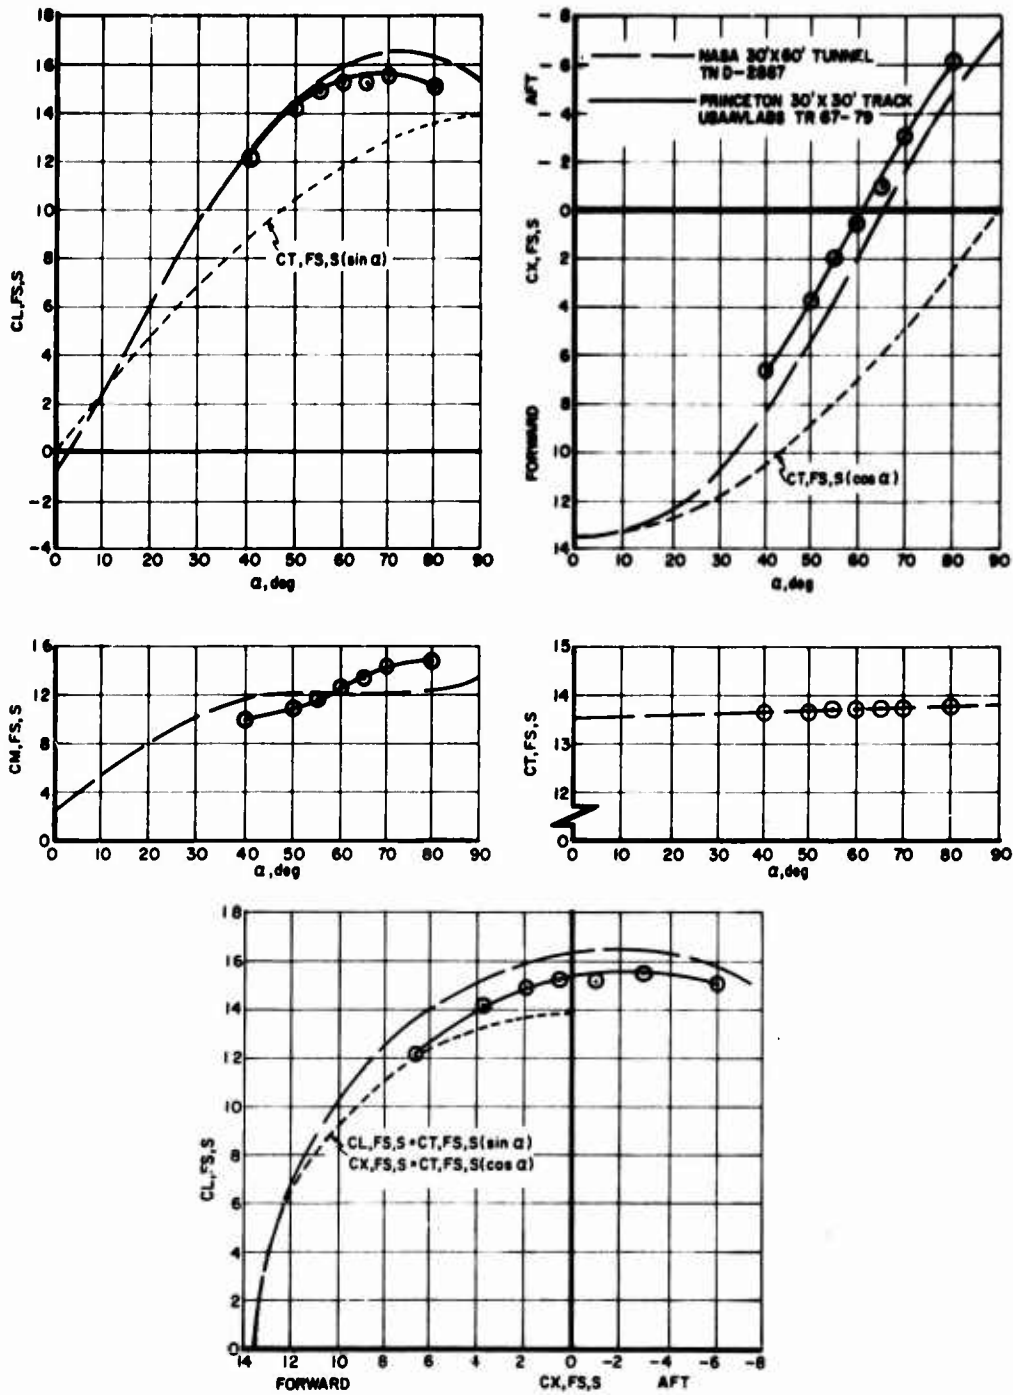 18
16
14
12
10
8
6
4
2
0
-2
-4
CL,FS,S
CT,FS,S(sin α)
0 10 20 30 40 50 60 70 80 90
α,deg
-8
-6
-4
-2
0
2
4
6
8
10
12
14
AFT
CX,FS,S
FORWARD
NASA 30'X60' TUNNEL
TN D-2887
PRINCETON 30'X 30' TRACK
USAAVLABS TR 67-79
CT,FS,S(cos α)
0 10 20 30 40 50 60 70 80 90
α,deg
16
12
8
4
0
CM,FS,S
0 10 20 30 40 50 60 70 80 90
α,deg
15
14
13
12
0
CT,FS,S
0 10 20 30 40 50 60 70 80 90
α,deg
18
16
14
12
10
8
6
4
2
0
CL,FS,S
CL,FS,S=CT,FS,S(sin α)
CX,FS,S=CT,FS,S(cos α)
14 12 10 8 6 4 2 0 -2 -4 -6 -8
FORWARD CX,FS,S AFT